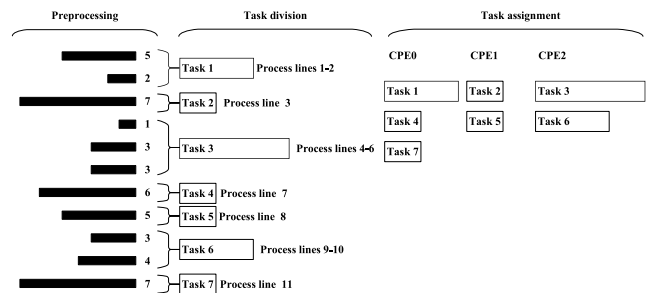 Preprocessing Task division Task assignment
5
2
7
1
3
3
6
5
3
4
7
Task 1 Process lines 1-2
Task 2 Process line 3
Task 3 Process lines 4-6
Task 4 Process line 7
Task 5 Process line 8
Task 6 Process lines 9-10
Task 7 Process line 11
CPE0 CPE1 CPE2
Task 1 Task 2 Task 3
Task 4 Task 5 Task 6
Task 7